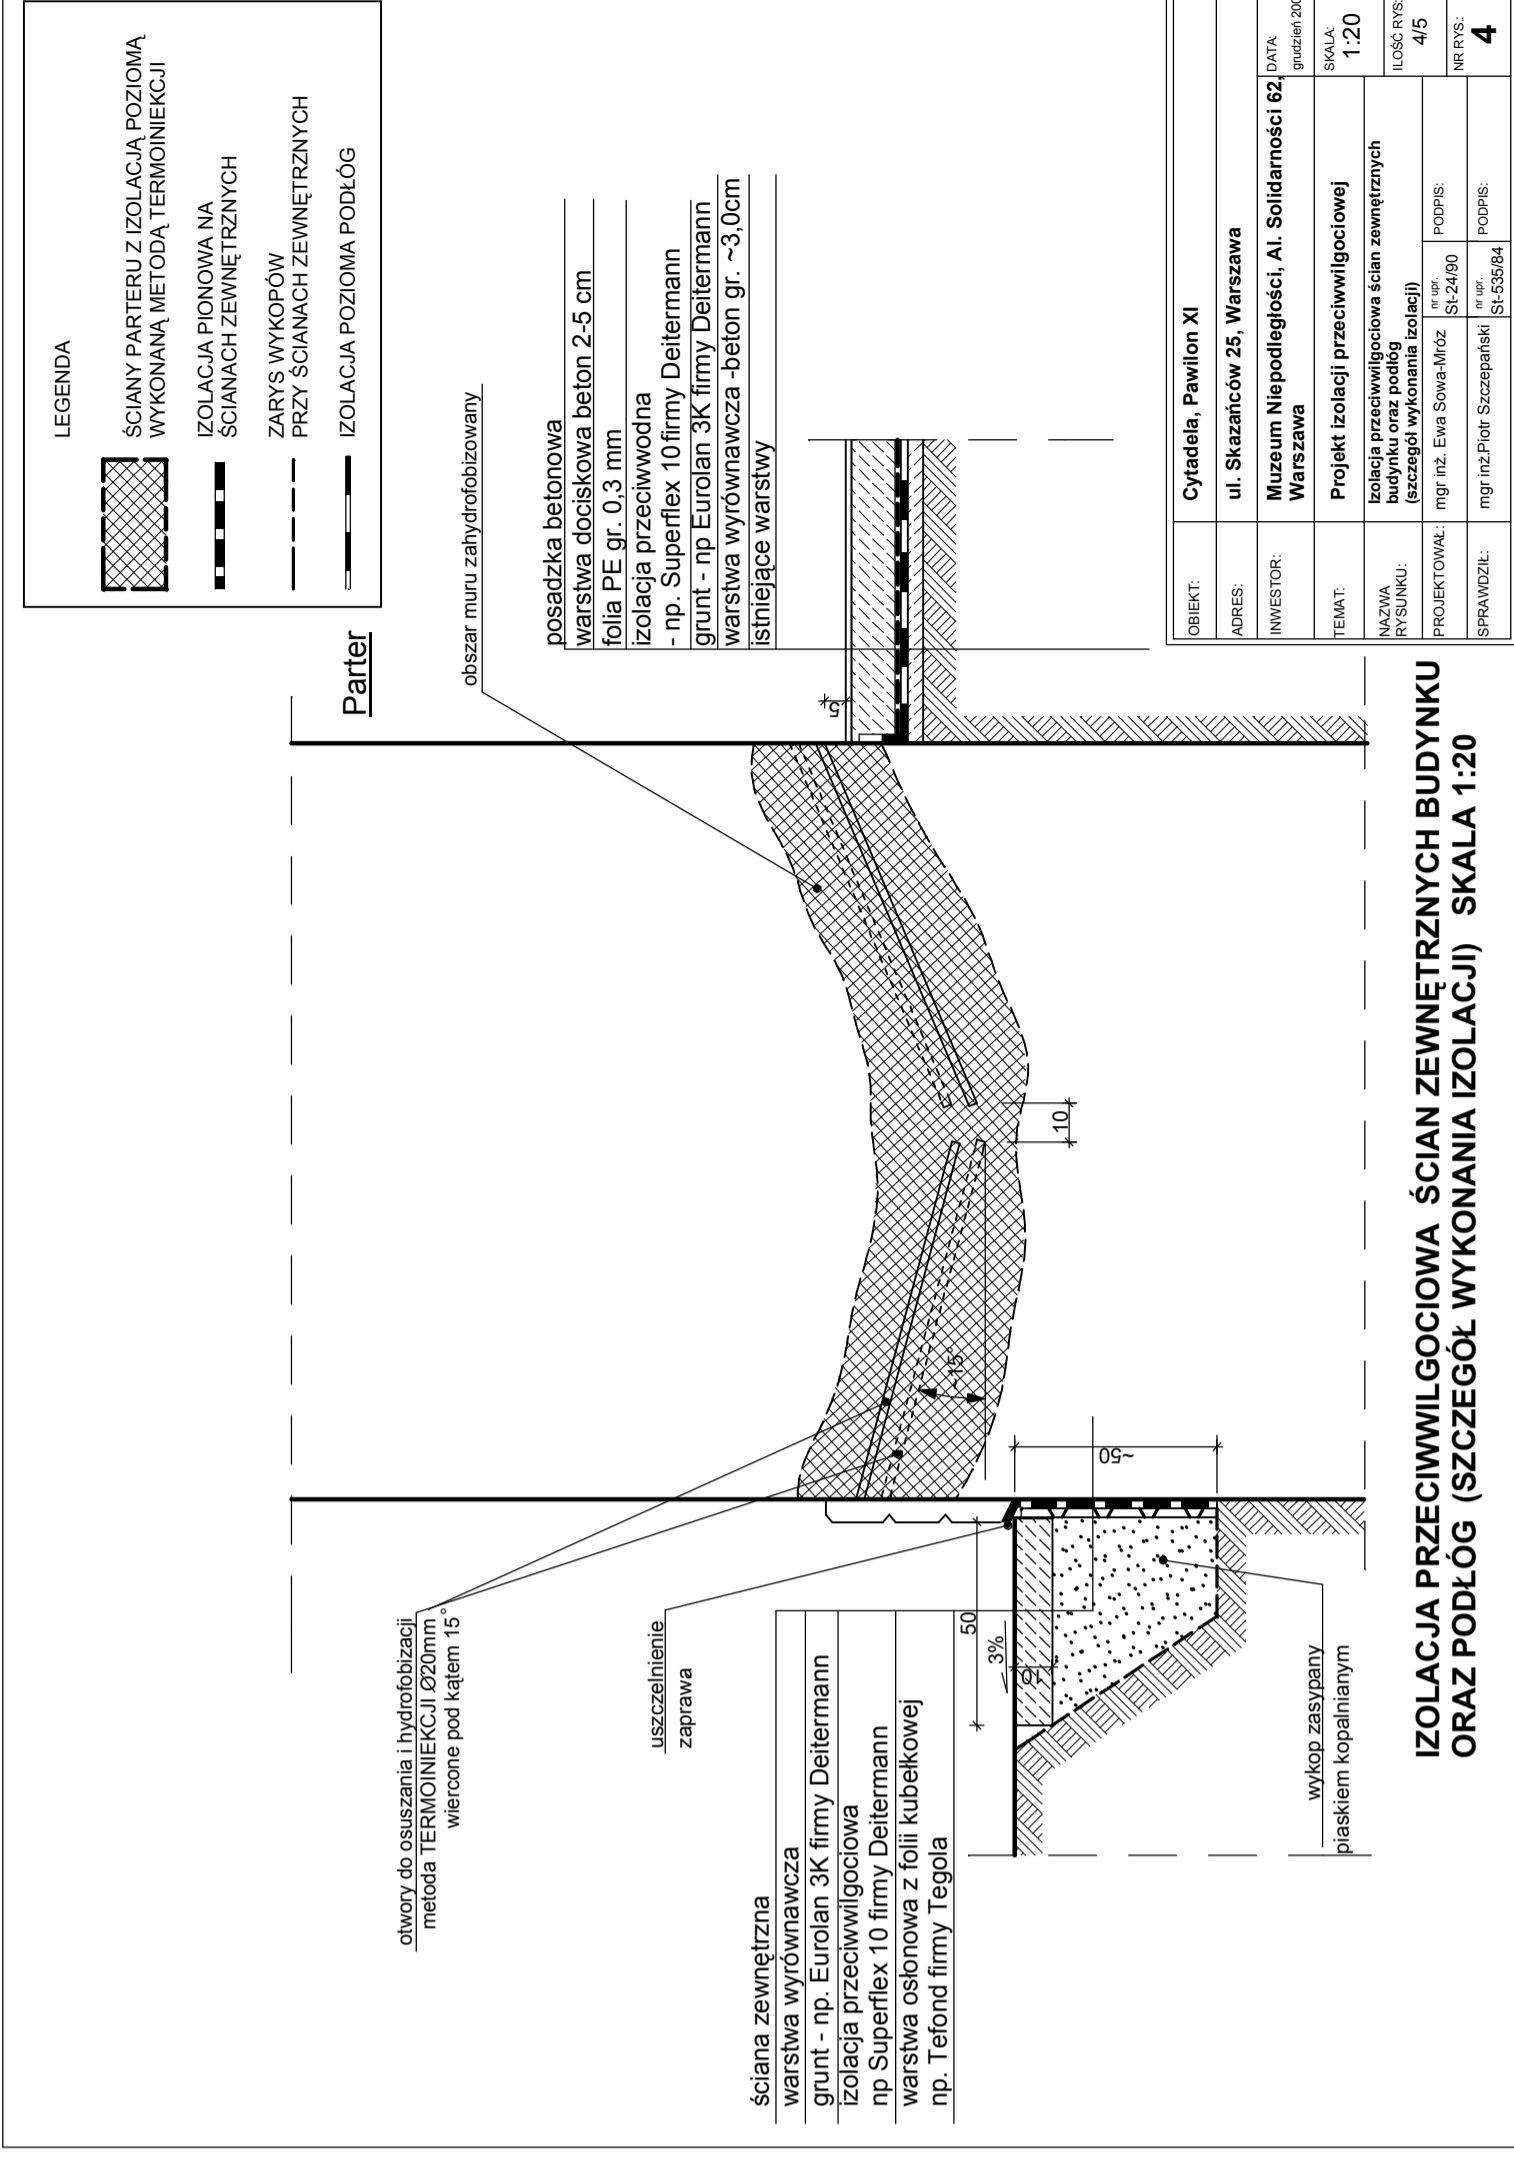 LEGENDA
ŚCIANY PARTERU Z IZOLACJĄ POZIOMĄ
WYKONANĄ METODĄ TERMOINIEKCJI
IZOLACJA PIONOWA NA
ŚCIANACH ZEWNĘTRZNYCH
ZARYS WYKOPÓW
PRZY ŚCIANACH ZEWNĘTRZNYCH
IZOLACJA POZIOMA PODŁÓG
Parter
otwory do osuszania i hydrofobizacji
metoda TERMOINIEKCJI Ø20mm
wiercone pod kątem 15°
obszar muru zahydrofobizowany
posadzka betonowa
warstwa dociskowa beton 2-5 cm
folia PE gr. 0,3 mm
izolacja przeciwwodna
- np. Superflex 10 firmy Deitermann
grunt - np Eurolan 3K firmy Deitermann
warstwa wyrównawcza -beton gr. ~3,0cm
istniejące warstwy
uszczelnienie
zaprawa
ściana zewnętrzna
warstwa wyrównawcza
grunt - np. Eurolan 3K firmy Deitermann
izolacja przeciwwilgociowa
np Superflex 10 firmy Deitermann
warstwa osłonowa z folii kubełkowej
np. Tefond firmy Tegola
5
~15°
10
50
3%
10
~50
wykop zasypany
piaskiem kopalnianym
IZOLACJA PRZECIWWILGOCIOWA ŚCIAN ZEWNĘTRZNYCH BUDYNKU
ORAZ PODŁÓG (SZCZEGÓŁ WYKONANIA IZOLACJI) SKALA 1:20
OBIEKT: Cytadela, Pawilon XI
ADRES: ul. Skazańców 25, Warszawa
INWESTOR: Muzeum Niepodległości, Al. Solidarności 62,
Warszawa
DATA:
grudzień 200
TEMAT: Projekt izolacji przeciwwilgociowej
SKALA:
1:20
NAZWA
RYSUNKU:
Izolacja przeciwwilgociowa ścian zewnętrznych
budynku oraz podłóg
(szczegół wykonania izolacji)
ILOŚĆ RYS:
4/5
PROJEKTOWAŁ: mgr inż. Ewa Sowa-Mróz nr upr. St-24/90 PODPIS:
SPRAWDZIŁ: mgr inż.Piotr Szczepański nr upr. St-535/84 PODPIS:
NR RYS.:
4